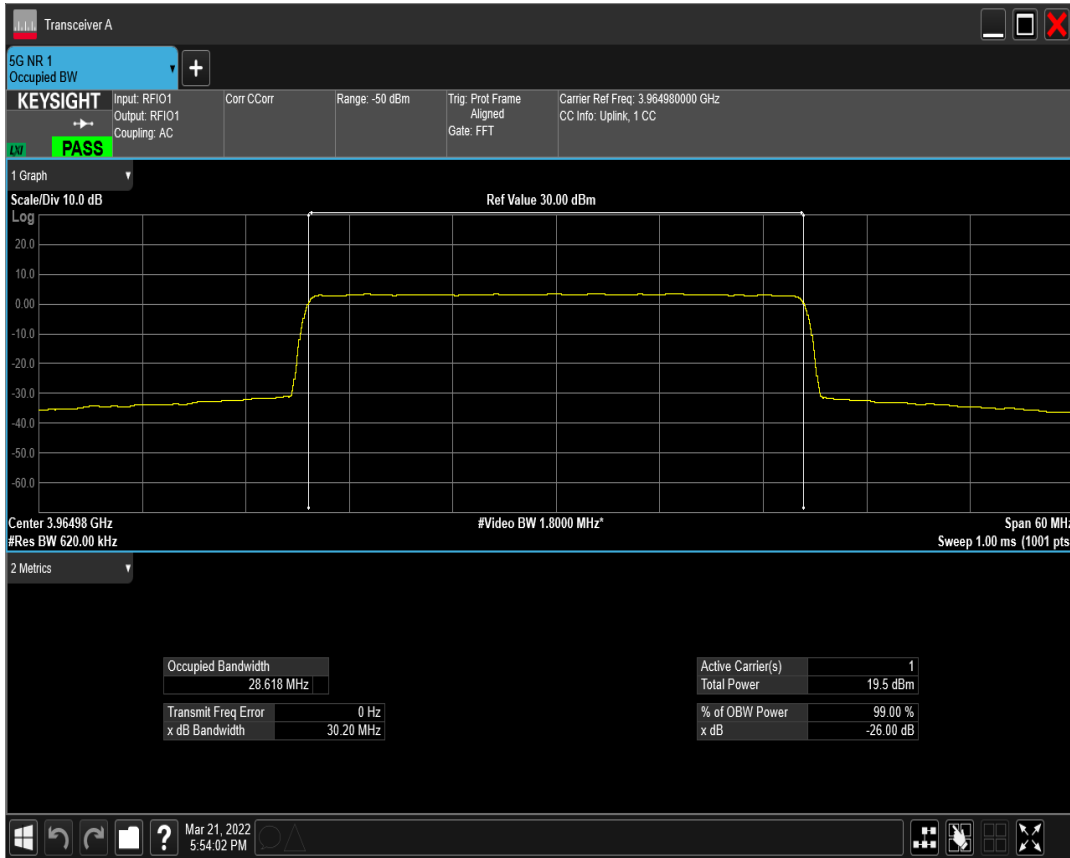 Transceiver A
5G NR 1
Occupied BW
+
KEYSIGHT
LXI
PASS
Input: RFIO1
Output: RFIO1
Coupling: AC
Corr CCorr
Range: -50 dBm
Trig: Prot Frame
Aligned
Gate: FFT
Carrier Ref Freq: 3.964980000 GHz
CC Info: Uplink, 1 CC
1 Graph
Scale/Div 10.0 dB
Ref Value 30.00 dBm
Log
20.0
10.0
0.00
-10.0
-20.0
-30.0
-40.0
-50.0
-60.0
Center 3.96498 GHz
#Video BW 1.8000 MHz*
Span 60 MHz
#Res BW 620.00 kHz
Sweep 1.00 ms (1001 pts
2 Metrics
Occupied Bandwidth
28.618 MHz
Transmit Freq Error 0 Hz
x dB Bandwidth 30.20 MHz
Active Carrier(s) 1
Total Power 19.5 dBm
% of OBW Power 99.00 %
x dB -26.00 dB
?
Mar 21, 2022
5:54:02 PM